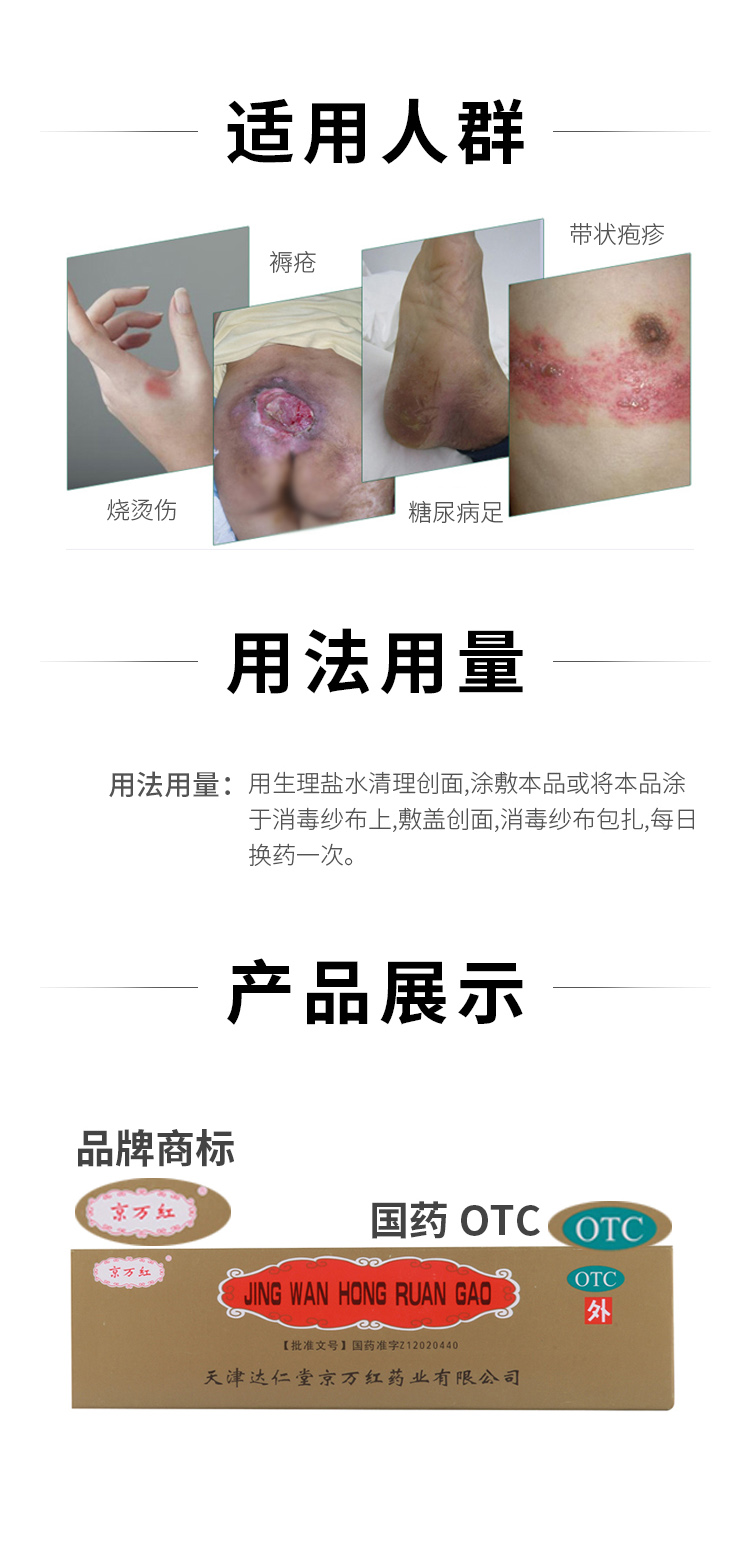 适用人群
带状疱疹
褥疮
烧烫伤
糖尿病足
用法用量
用法用量：用生理盐水清理创面,涂敷本品或将本品涂
于消毒纱布上,敷盖创面,消毒纱布包扎,每日
换药一次。
产品展示
品牌商标
京万红
国药 OTC OTC
京万红
JING WAN HONG RUAN GAO
OTC
外
【批准文号】国药准字Z12020440
天津达仁堂京万红药业有限公司